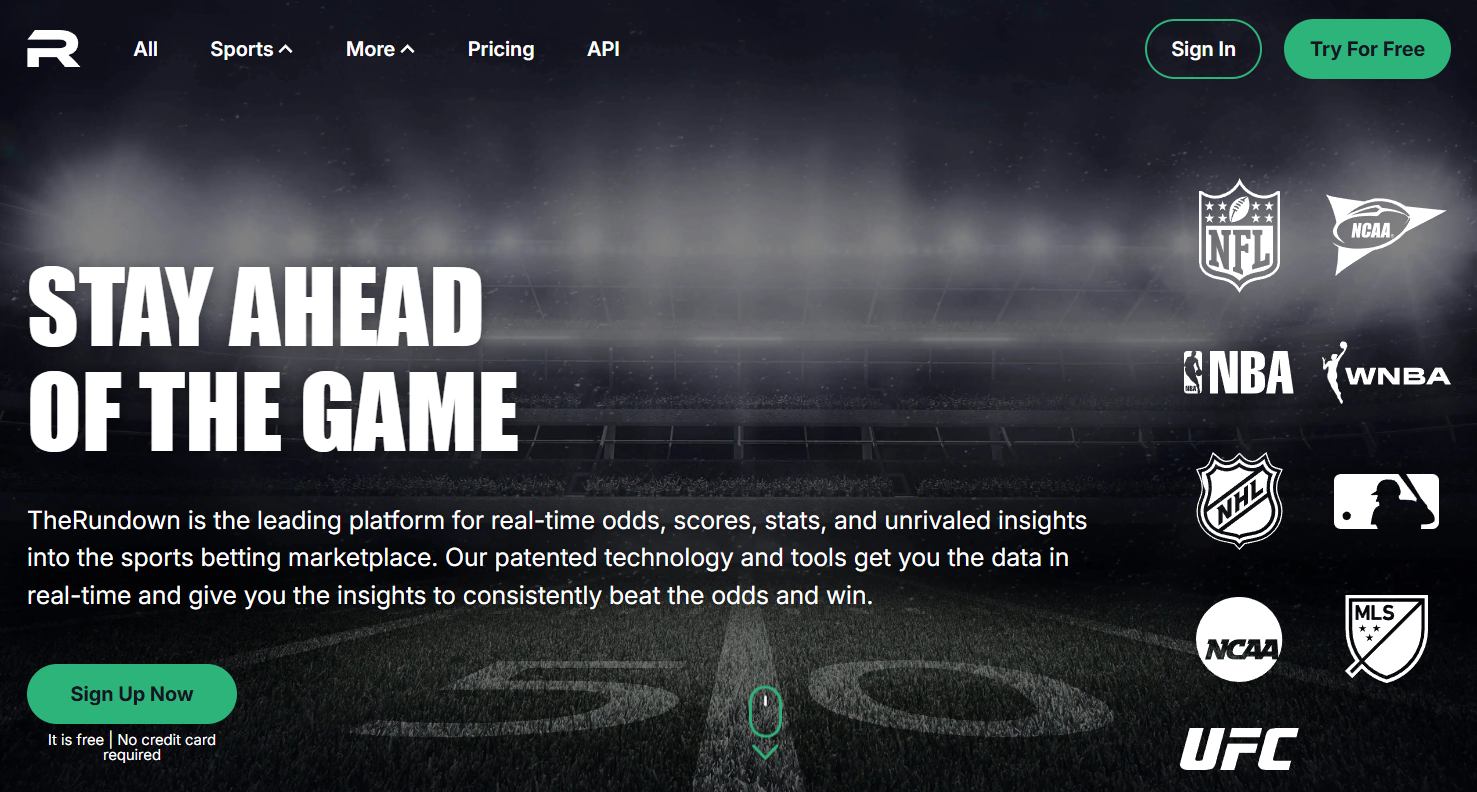 R
All
Sports
More
Pricing
API
Sign In
Try For Free
STAY AHEAD
OF THE GAME
TheRundown is the leading platform for real-time odds, scores, stats, and unrivaled insights
into the sports betting marketplace. Our patented technology and tools get you the data in
real-time and give you the insights to consistently beat the odds and win.
Sign Up Now
It is free | No credit card
required
NFL
NCAA
NBA
NBA
WNBA
NHL
NCAA
MLS
UFC
50